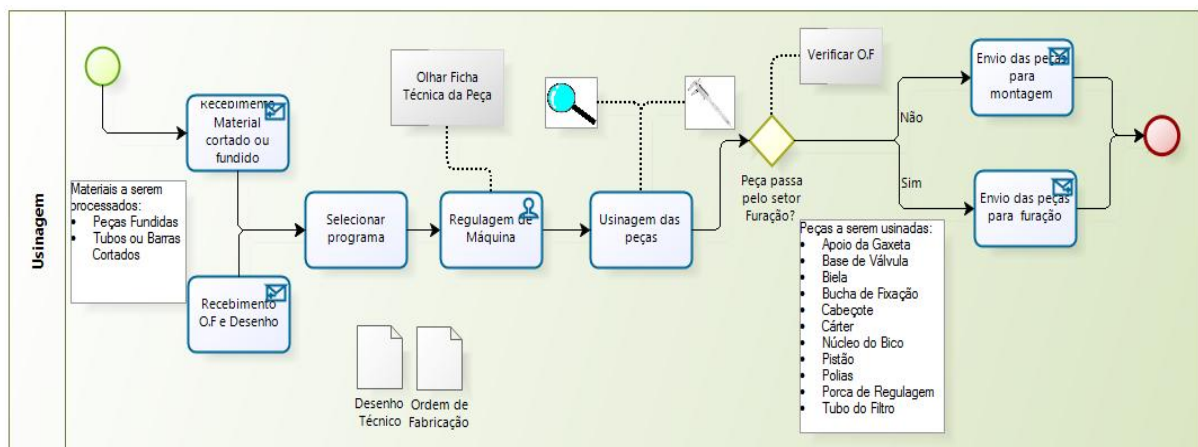 Usinagem
Recebimento
Material
cortado ou
fundido
Materiais a serem
processados:
• Peças Fundidas
• Tubos ou Barras
Cortados
Recebimento
O.F e Desenho
Selecionar
programa
Olhar Ficha
Técnica da Peça
Regulagem de
Máquina
Usinagem das
peças
Desenho
Técnico
Ordem de
Fabricação
Verificar O.F
Peça passa
pelo setor
Furação?
Não
Sim
Envio das peças
para
montagem
Envio das peças
para furação
Peças a serem usinadas:
• Apoio da Gaxeta
• Base de Válvula
• Biela
• Bucha de Fixação
• Cabeçote
• Cárter
• Núcleo do Bico
• Pistão
• Polias
• Porca de Regulagem
• Tubo do Filtro